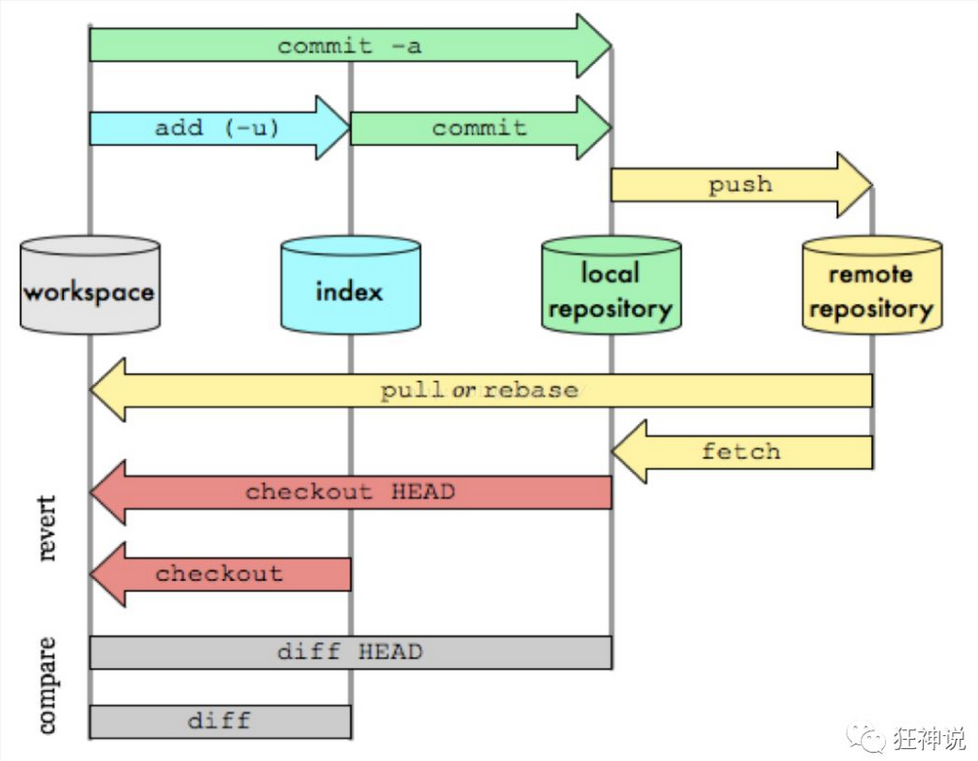 commit -a
add (-u)
commit
push
workspace
index
local
repository
remote
repository
pull or rebase
fetch
checkout HEAD
revert
checkout
diff HEAD
compare
diff
狂神说